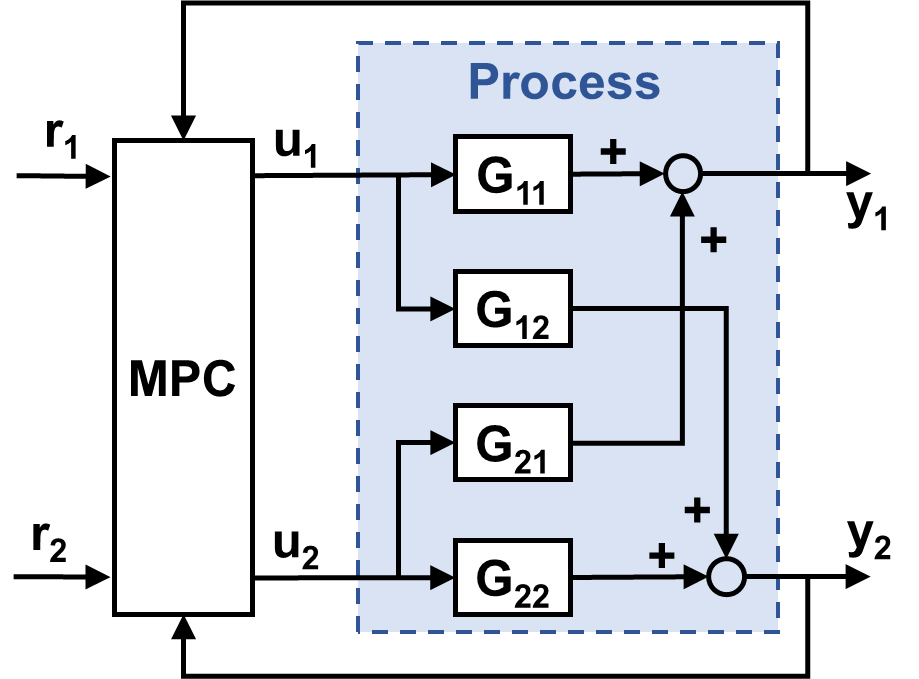 Process
r1
u1
G11
+
y1
+
G12
MPC
G21
+
r2
u2
+
y2
G22